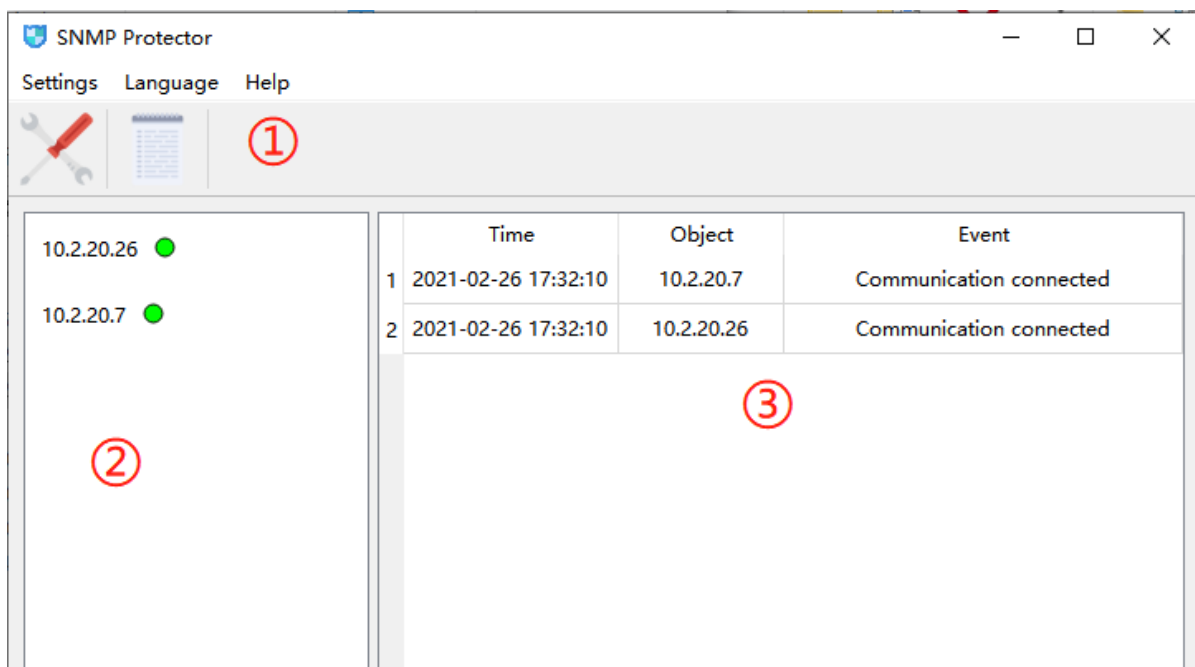 SNMP Protector
Settings Language Help
①
10.2.20.26
10.2.20.7
②
Time Object Event
1 2021-02-26 17:32:10 10.2.20.7 Communication connected
2 2021-02-26 17:32:10 10.2.20.26 Communication connected
③